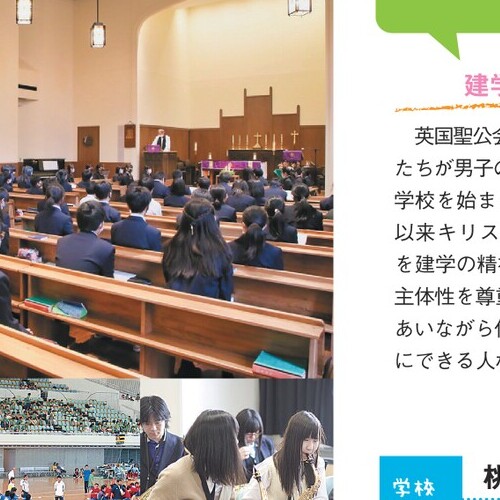 建学
英国聖公会
たちが男子の
学校を始ま
以来キリス
を建学の精
主体性を尊重
あいながら
にできる人
学校
桃